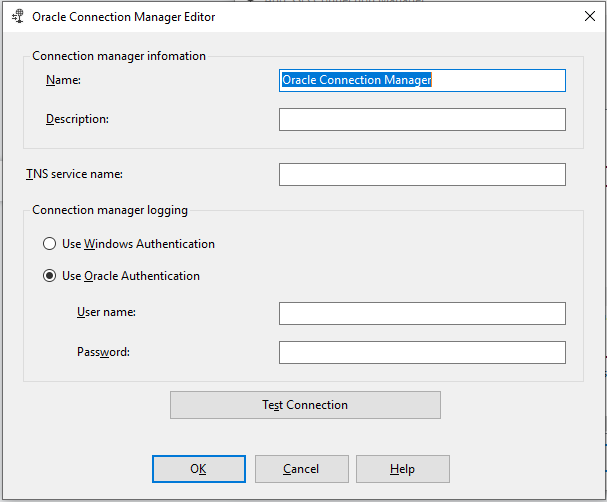 Oracle Connection Manager Editor
Connection manager infomation
Name:
Oracle Connection Manager
Description:
TNS service name:
Connection manager logging
Use Windows Authentication
Use Oracle Authentication
User name:
Password:
Test Connection
OK
Cancel
Help